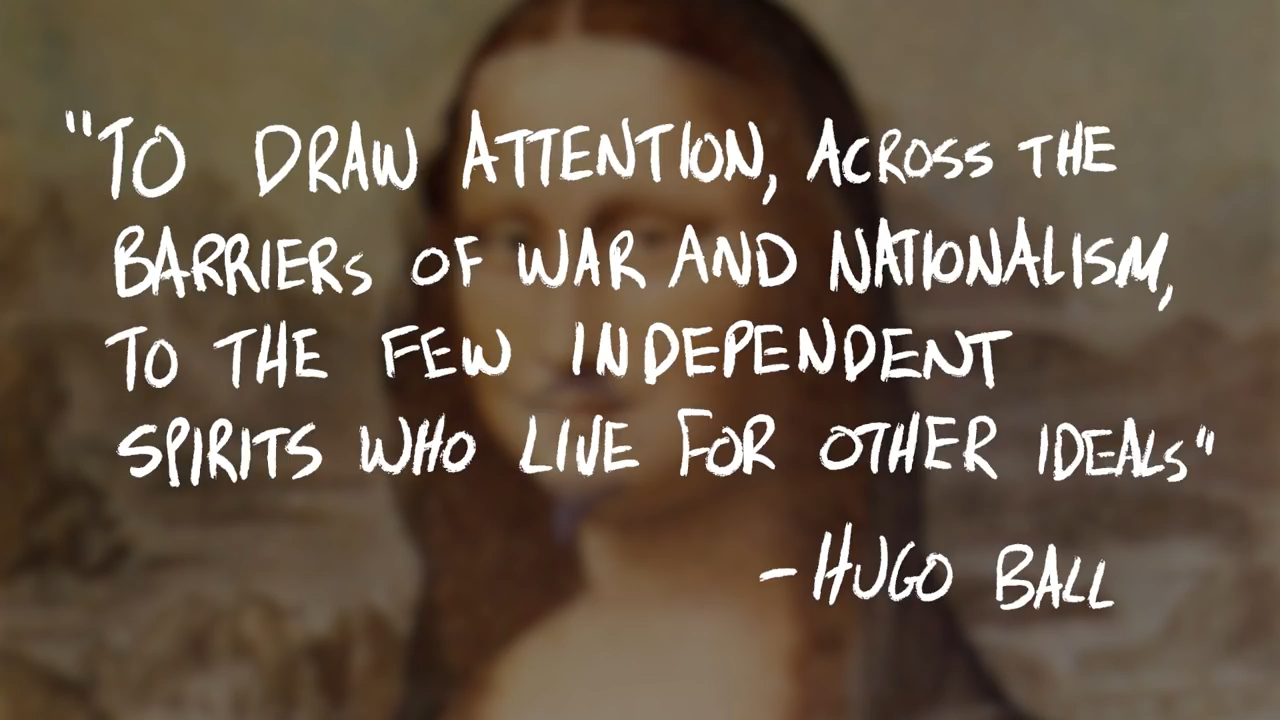 "TO DRAW ATTENTION, ACROSS THE
BARRIERS OF WAR AND NATIONALISM,
TO THE FEW INDEPENDENT
SPIRITS WHO LIVE FOR OTHER IDEALS"
- HUGO BALL